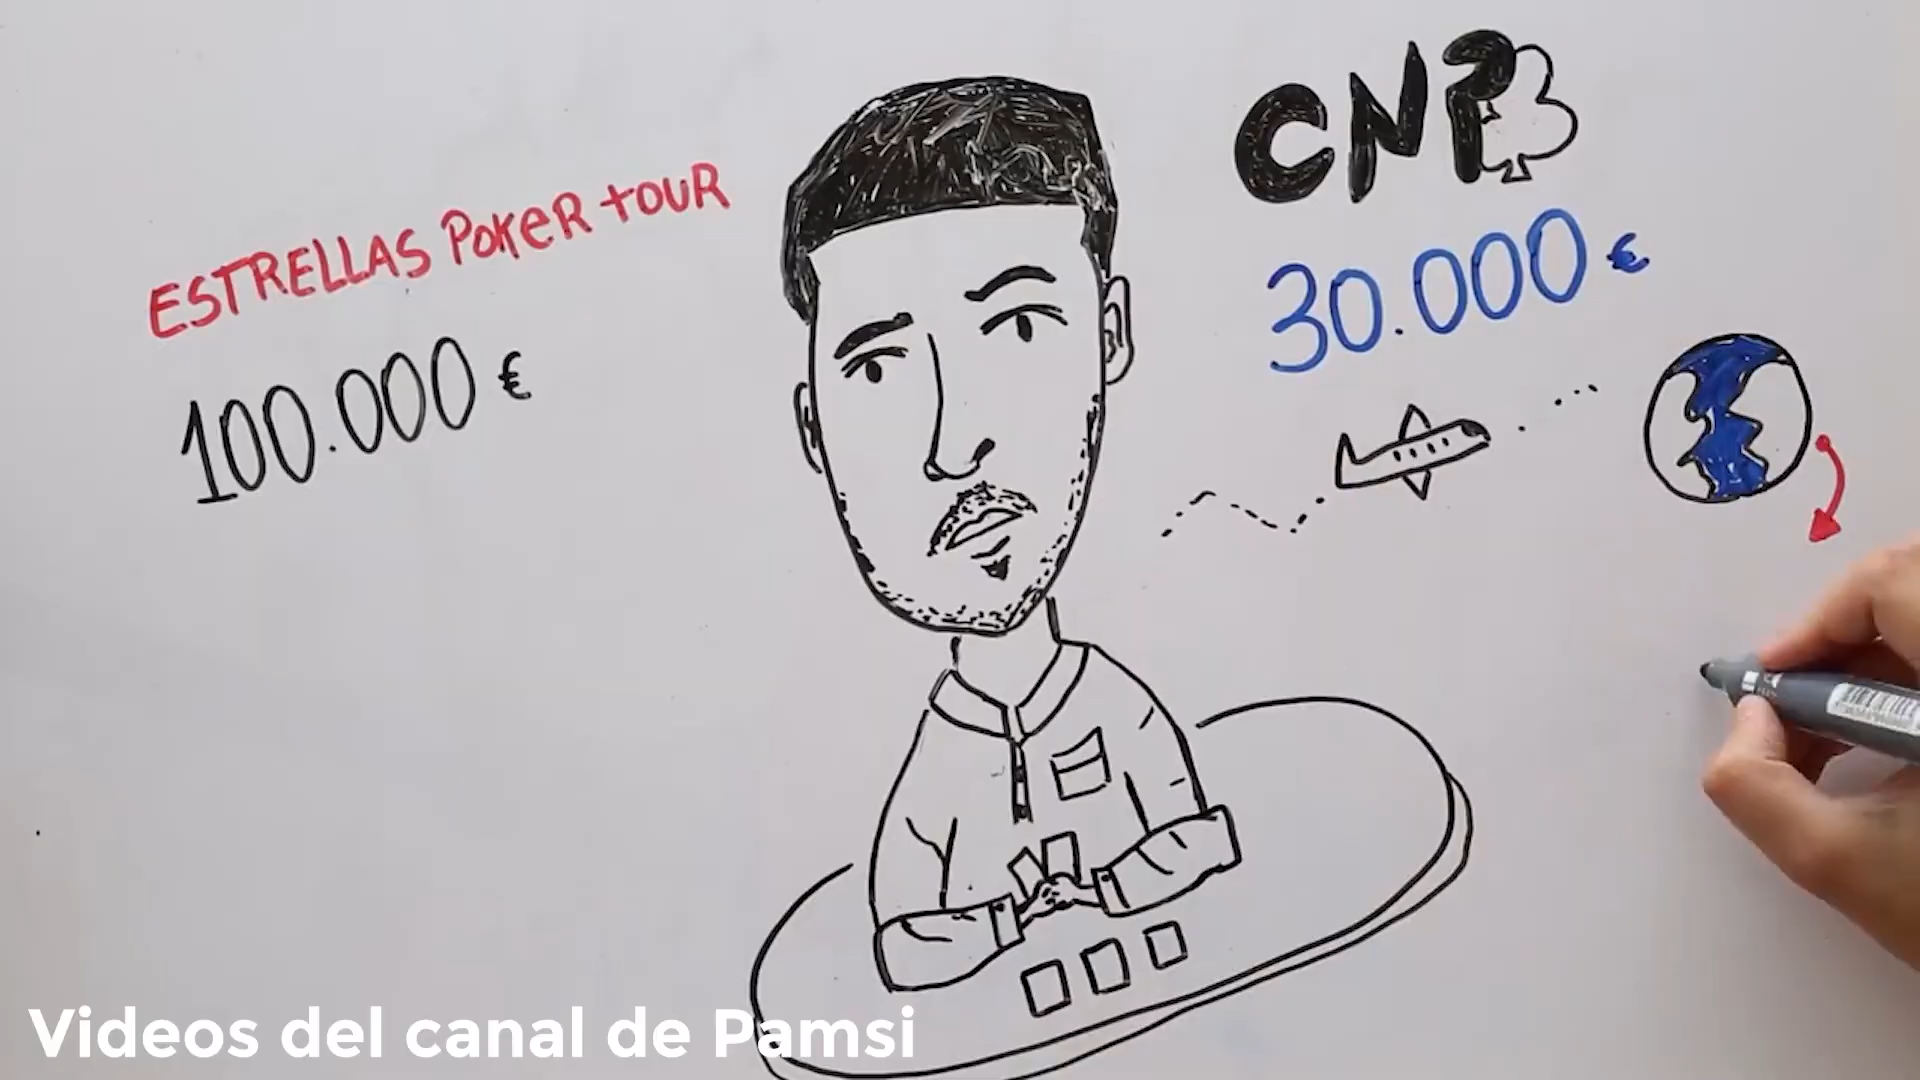 ESTRELLAS POKER TOUR
100.000 €
CNP
30.000 €
Videos del canal de Pamsi